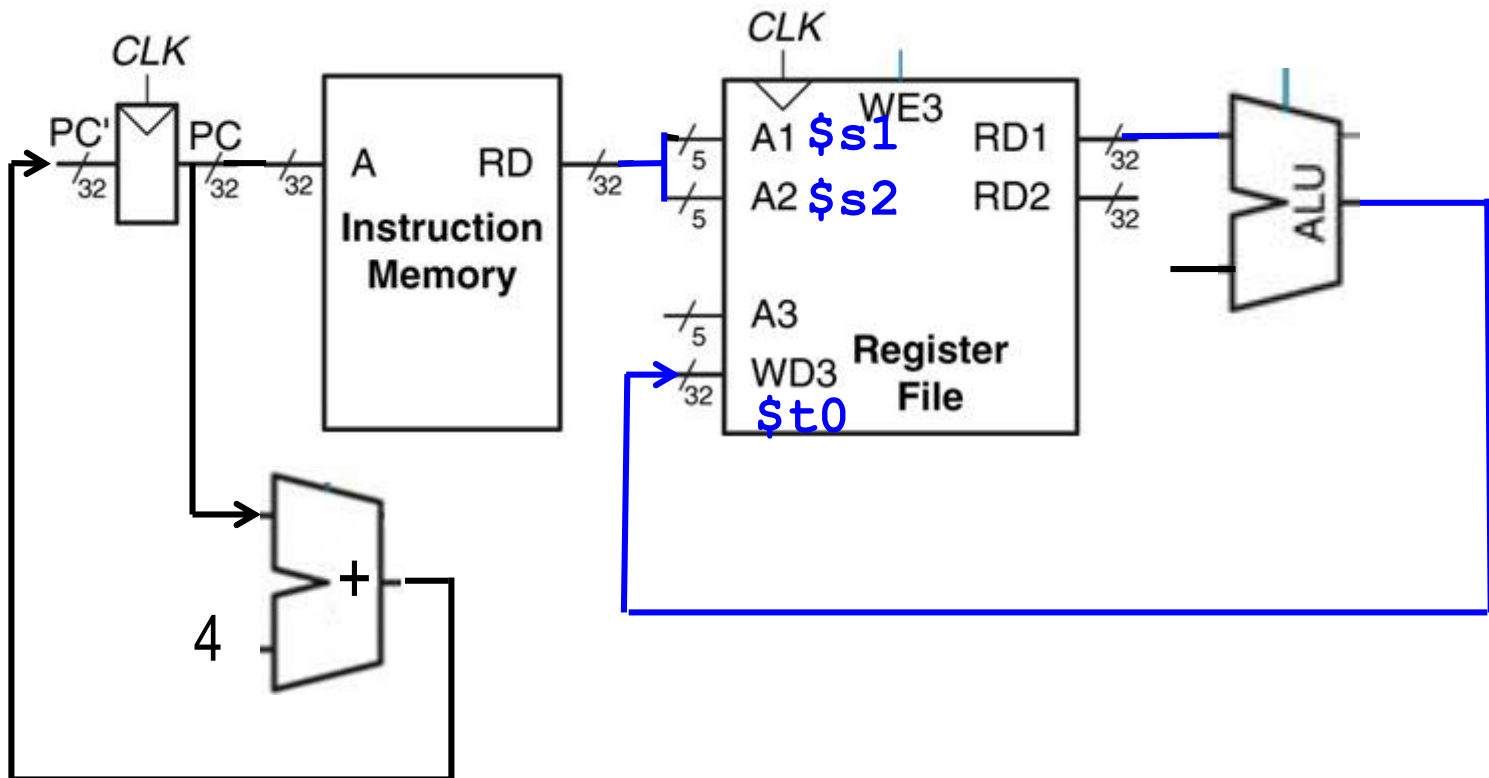 CLK
PC'
32
PC
32
32
A
RD
Instruction
Memory
32
CLK
WE3
5
A1 $s1
RD1
32
5
A2 $s2
RD2
32
5
A3
32
WD3
$t0
Register
File
ALU
+
4